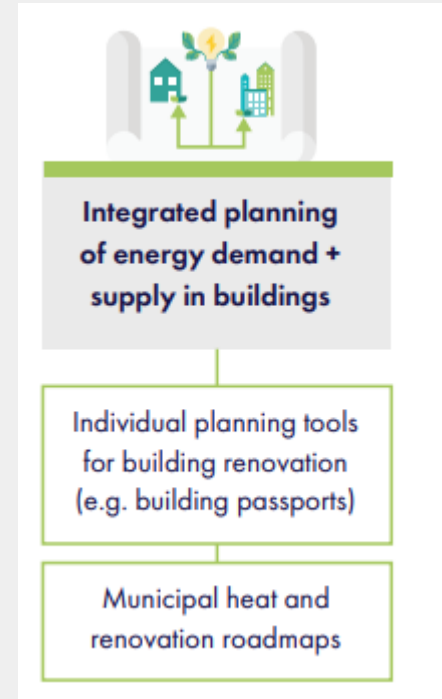 Integrated planning
of energy demand +
supply in buildings
Individual planning tools
for building renovation
(e.g. building passports)
Municipal heat and
renovation roadmaps